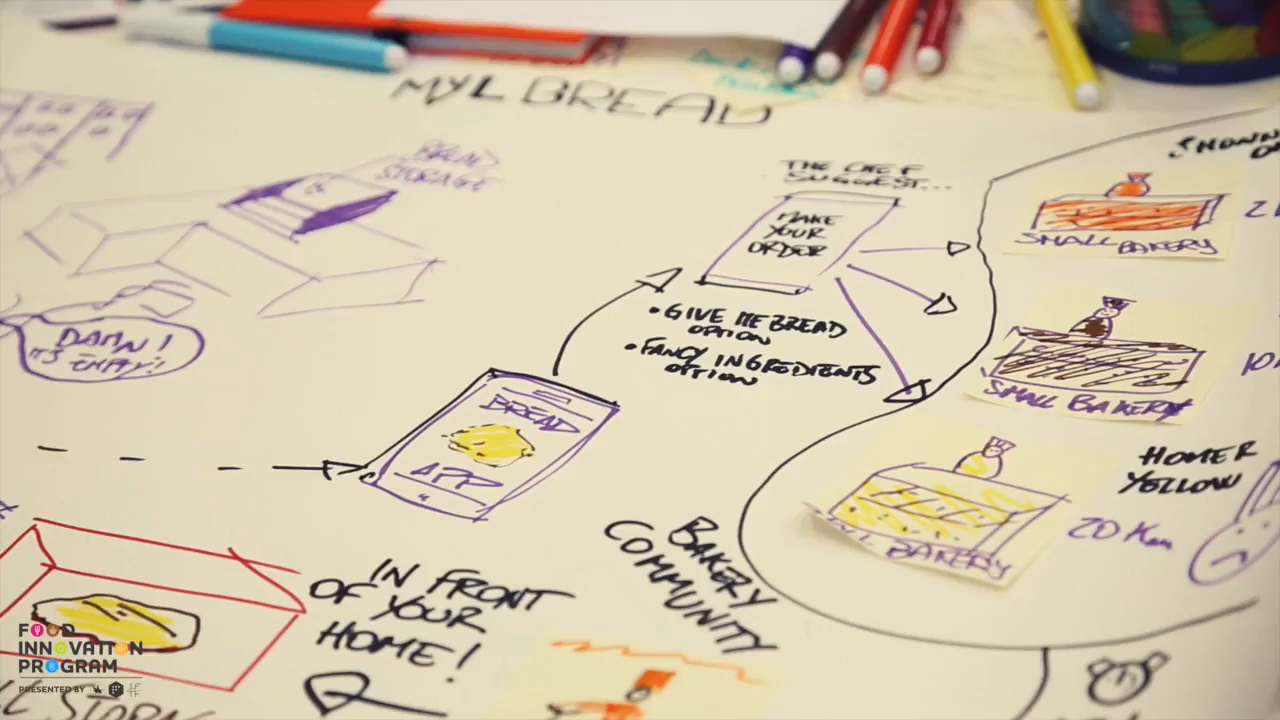 MYL BREAD
BREAD
STORAGE
DAMN!
IT'S EMPTY!
THE CHEF
SUGGEST...
MAKE
YOUR
ORDER
• GIVE ME BREAD
OPTION
• FANCY INGREDIENTS
OPTION
BREAD
APP
SMALL BAKERY
SMALL BAKERY
BAKERY
HOMER
YELLOW
20 Km
BAKERY
COMMUNITY
IN FRONT
OF YOUR
HOME!
FOOD
INNOVATION
PROGRAM
PRESENTED BY